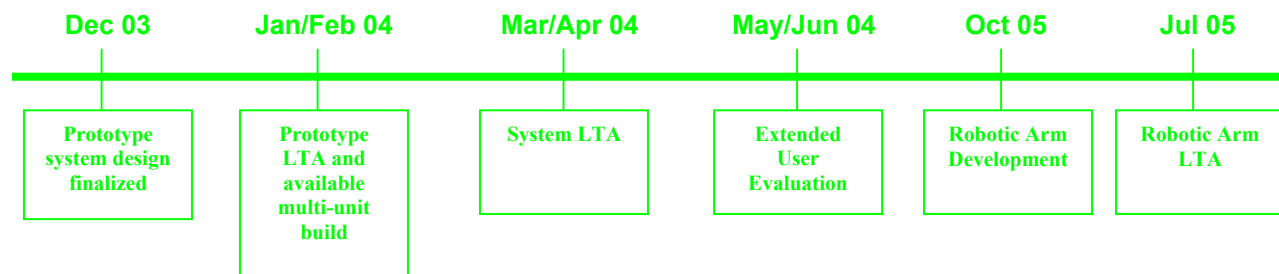 Dec 03
Jan/Feb 04
Mar/Apr 04
May/Jun 04
Oct 05
Jul 05
Prototype
system design
finalized
Prototype
LTA and
available
multi-unit
build
System LTA
Extended
User
Evaluation
Robotic Arm
Development
Robotic Arm
LTA